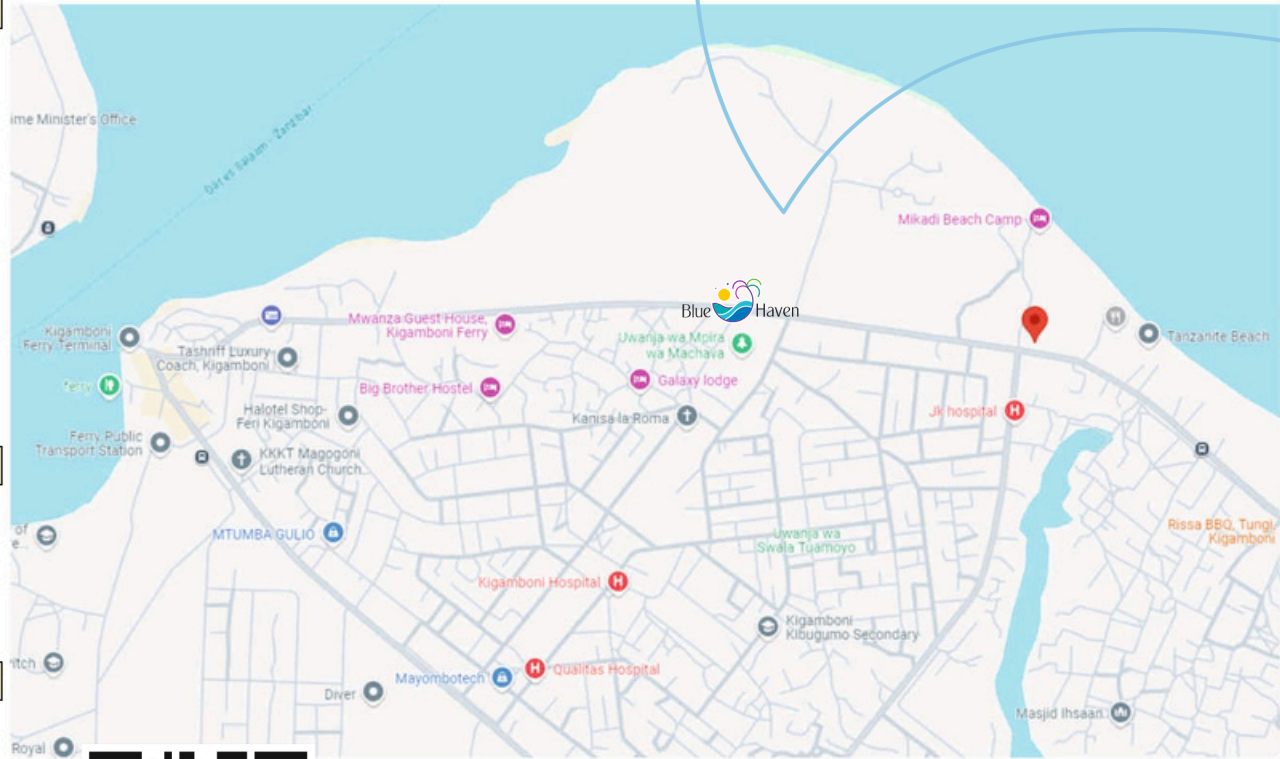 ime Minister's Office
Dar es Salaam - Zanzibar
Mikadi Beach Camp
Blue Haven
Mwanza Guest House,
Kigamboni Ferry
Uwanja wa Mpira
wa Machava
Kigamboni
Ferry Terminal
Tanzanite Beach
Tashriff Luxury
Coach, Kigamboni
ferry
Big Brother Hostel
Galaxy lodge
Halotel Shop-
Feri Kigamboni
Kanisa la Roma
Jk hospital
H
Ferry Public
Transport Station
KKKT Magogoni
Lutheran Church...
of
e...
MTUMBA GULIO
Uwanja wa
Swala Tuamoyo
Rissa BBQ, Tungi,
Kigamboni
Kigamboni Hospital
H
Kigamboni
Kibugumo Secondary
itch
Mayombotech
H
Qualitas Hospital
Diver
Masjid Ihsaan
Royal